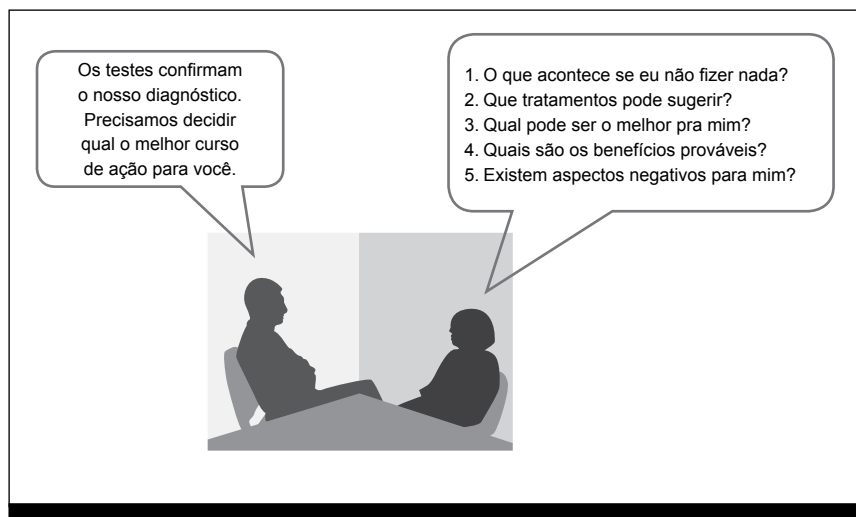 Os testes confirmam
o nosso diagnóstico.
Precisamos decidir
qual o melhor curso
de ação para você.
1. O que acontece se eu não fizer nada?
2. Que tratamentos pode sugerir?
3. Qual pode ser o melhor pra mim?
4. Quais são os benefícios prováveis?
5. Existem aspectos negativos para mim?